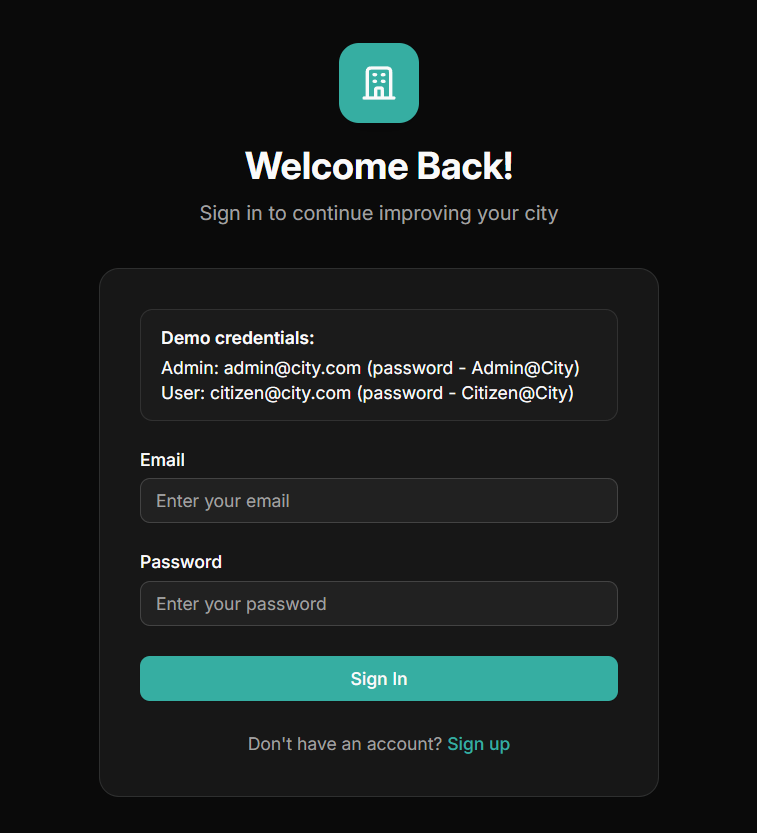 Welcome Back!
Sign in to continue improving your city
Demo credentials:
Admin: admin@city.com (password - Admin@City)
User: citizen@city.com (password - Citizen@City)
Email
Enter your email
Password
Enter your password
Sign In
Don't have an account? Sign up